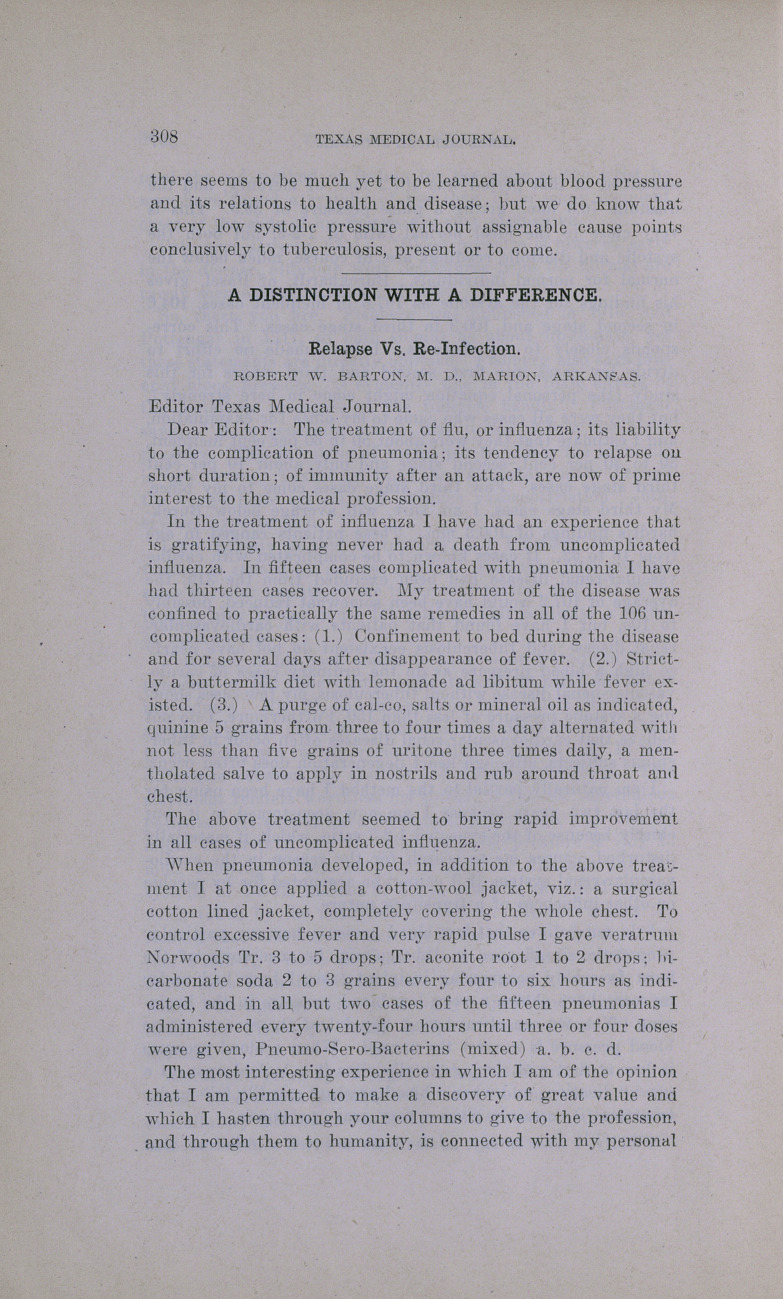 308 TEXAS MEDICAL JOURNAL.
there seems to be much yet to be learned about blood pressure
and its relations to health and disease; but we do know that
a very low systolic pressure without assignable cause points
conclusively to tuberculosis, present or to come.
A DISTINCTION WITH A DIFFERENCE.
Relapse Vs. Re-Infection.
ROBERT W. BARTON, M. D., MARION, ARKANSAS.
Editor Texas Medical Journal.
Dear Editor: The treatment of flu, or influenza; its liability
to the complication of pneumonia; its tendency to relapse on
short duration; of immunity after an attack, are now of prime
interest to the medical profession.
In the treatment of influenza I have had an experience that
is gratifying, having never had a death from uncomplicated
influenza. In fifteen cases complicated with pneumonia I have
had thirteen cases recover. My treatment of the disease was
confined to practically the same remedies in all of the 106 un-
complicated cases: (1.) Confinement to bed during the disease
and for several days after disappearance of fever. (2.) Strict-
ly a buttermilk diet with lemonade ad libitum while fever ex-
isted. (3.) A purge of cal-co, salts or mineral oil as indicated,
quinine 5 grains from three to four times a day alternated with
not less than five grains of uritone three times daily, a men-
tholated salve to apply in nostrils and rub around throat and
chest.
The above treatment seemed to bring rapid improvement
in all cases of uncomplicated influenza.
When pneumonia developed, in addition to the above treat-
ment I at once applied a cotton-wool jacket, viz.: a surgical
cotton lined jacket, completely covering the whole chest. To
control excessive fever and very rapid pulse I gave veratrum
Norwoods Tr. 3 to 5 drops; Tr. aconite root 1 to 2 drops; bi-
carbonate soda 2 to 3 grains every four to six hours as indi-
cated, and in all but two cases of the fifteen pneumonias I
administered every twenty-four hours until three or four doses
were given, Pneumo-Sero-Bacterins (mixed) a. b. c. d.
The most interesting experience in which I am of the opinion
that I am permitted to make a discovery of great value and
which I hasten through your columns to give to the profession,
and through them to humanity, is connected with my personal